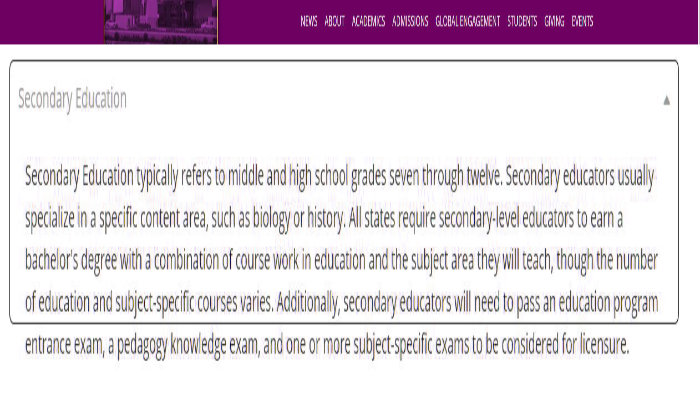 NEWS ABOUT ACADEMICS ADMISSIONS GLOBAL ENGAGEMENT STUDENTS GIVING EVENTS
Secondary Education ▲
Secondary Education typically refers to middle and high school grades seven through twelve. Secondary educators usually
specialize in a specific content area, such as biology or history. All states require secondary-level educators to earn a
bachelor's degree with a combination of course work in education and the subject area they will teach, though the number
of education and subject-specific courses varies. Additionally, secondary educators will need to pass an education program
entrance exam, a pedagogy knowledge exam, and one or more subject-specific exams to be considered for licensure.